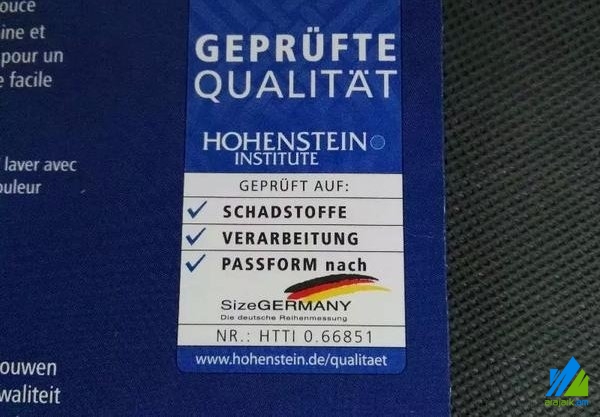 ouce
ine et
pour un
e facile
laver avec
ouleur
ouwen
waliteit
GEPRÜFTE
QUALITÄT
HOHENSTEIN
INSTITUTE
GEPRÜFT AUF:
✓ SCHADSTOFFE
✓ VERARBEITUNG
✓ PASSFORM nach
SizeGERMANY
Die deutsche Reihenmessung
NR.: HTTI 0.66851
www.hohenstein.de/qualitaet